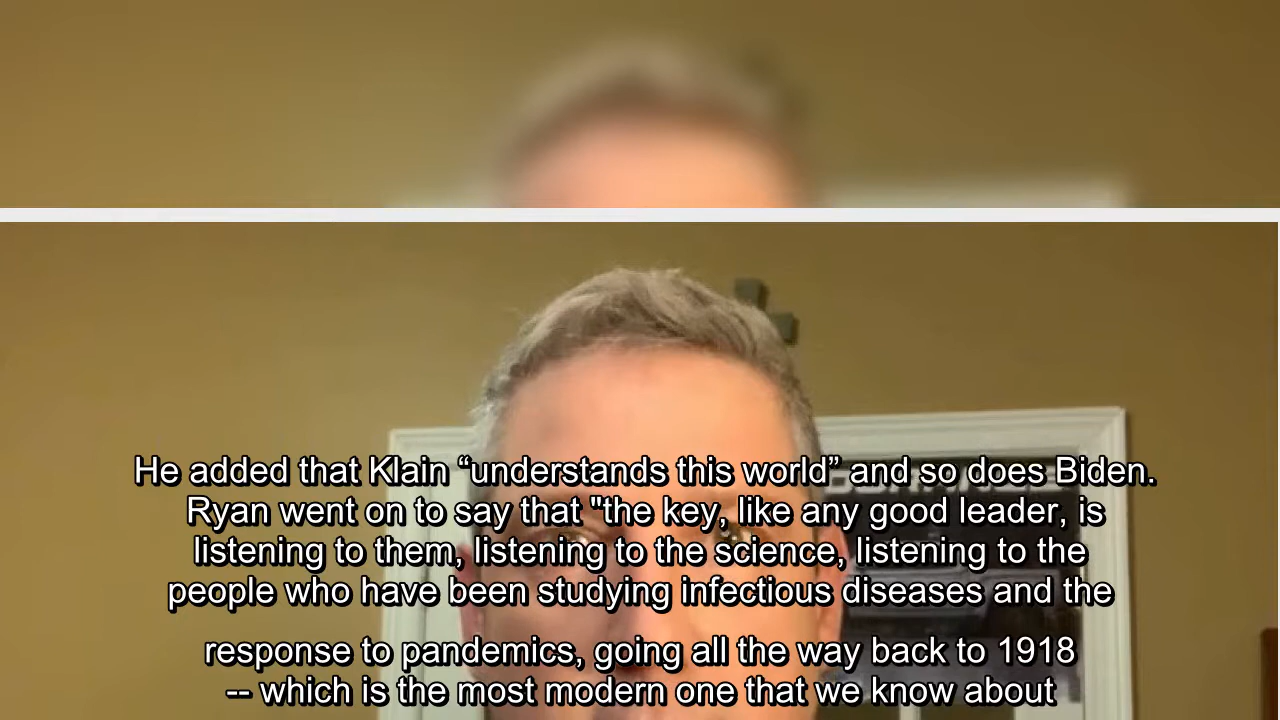 He added that Klain “understands this world” and so does Biden.
Ryan went on to say that "the key, like any good leader, is
listening to them, listening to the science, listening to the
people who have been studying infectious diseases and the
response to pandemics, going all the way back to 1918
-- which is the most modern one that we know about